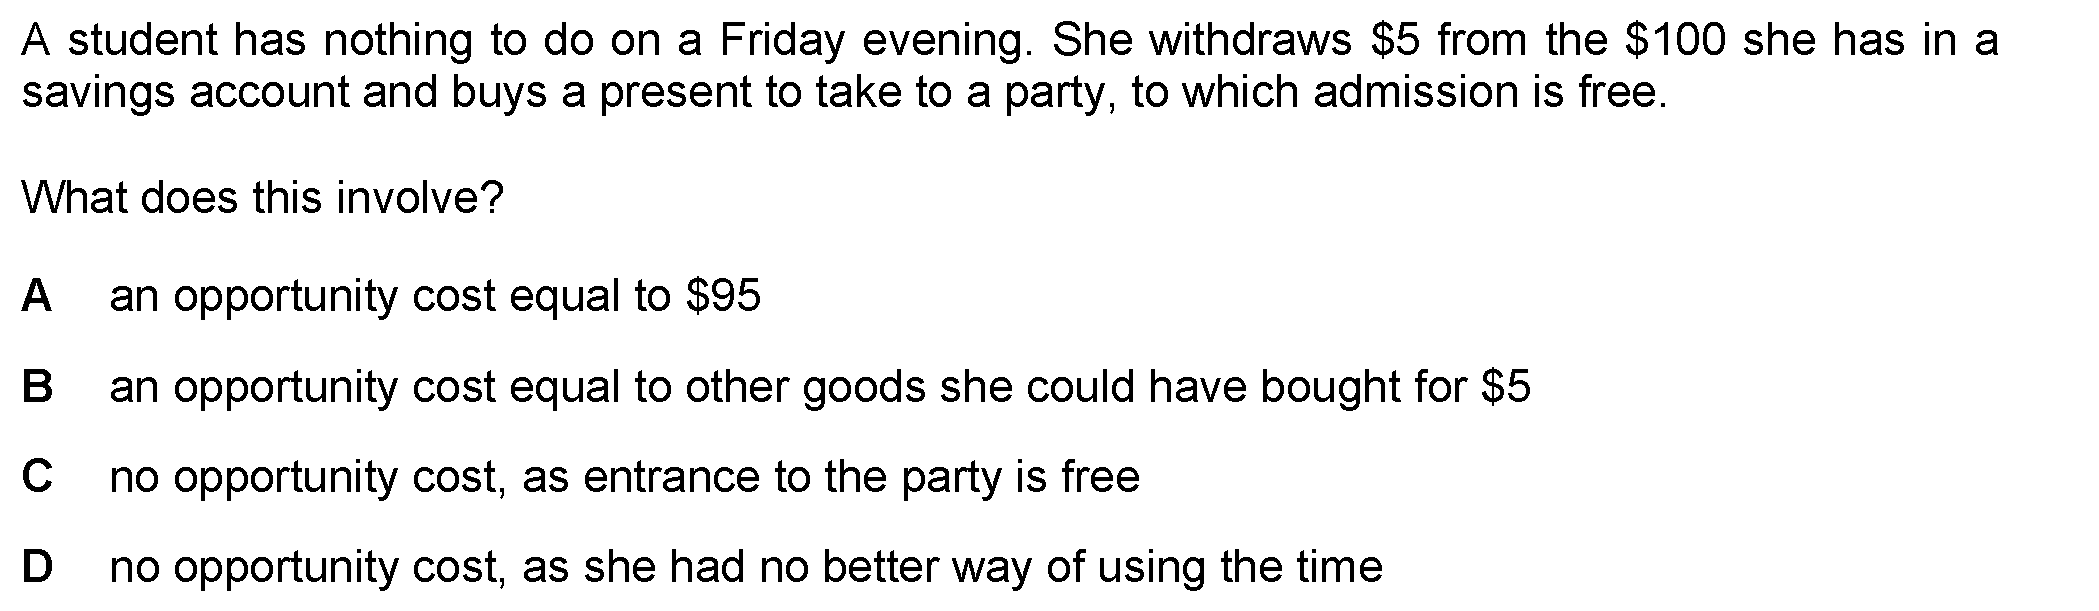 A student has nothing to do on a Friday evening. She withdraws $5 from the $100 she has in a
savings account and buys a present to take to a party, to which admission is free.
What does this involve?
A an opportunity cost equal to $95
B an opportunity cost equal to other goods she could have bought for $5
C no opportunity cost, as entrance to the party is free
D no opportunity cost, as she had no better way of using the time